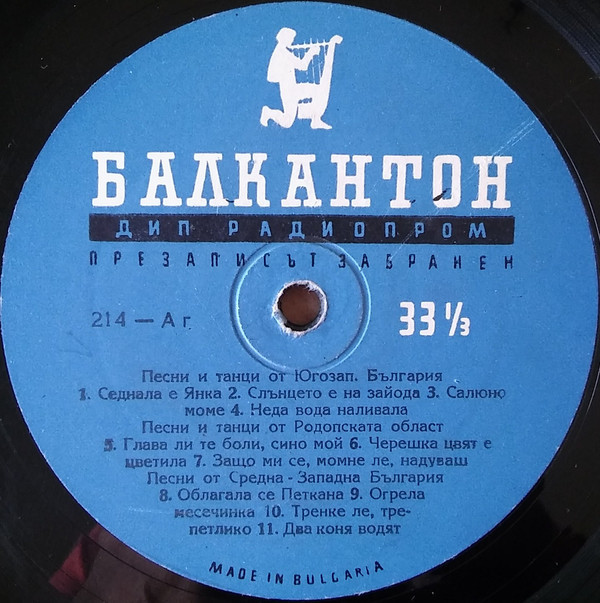 БАЛКАНТОН
ДИП РАДИОПРОМ
ПРЕЗАПИСЪТ ЗАБРАНЕН
214 — А г
33 ⅓
Песни и танци от Югозап. България
1. Седнала е Янка 2. Слънцето е на зайода 3. Салюно
моме 4. Неда вода наливала
Песни и танци от Родопската област
5. Глава ли те боли, сино мой 6. Черешка цвят е
цветила 7. Защо ми се, момне ле, надуваш
Песни от Средна - Западна България
8. Облагала се Петкана 9. Огрела
месечинка 10. Тренке ле, тре-
петлико 11. Два коня водят
MADE IN BULGARIA